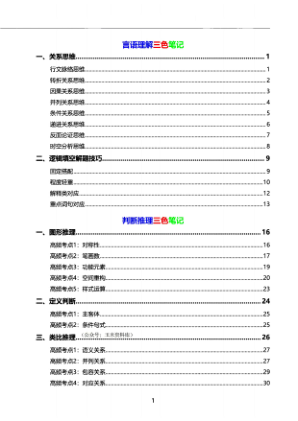 言语理解三色笔记
一、关系思维 1
行文脉络思维 1
转折关系思维 2
因果关系思维 3
并列关系思维 4
条件关系思维 5
递进关系思维 6
反面论证思维 7
时空分析思维 8
二、逻辑填空解题技巧 9
固定搭配 9
程度轻重 10
解释类对应 12
重点词句对应 13
判断推理三色笔记
一、图形推理 16
高频考点1：对称性 16
高频考点2：笔画数 17
高频考点3：功能元素 19
高频考点4：空间重构 20
高频考点5：样式运算 23
二、定义判断 24
高频考点1：主客体 25
高频考点2：条件句式 25
三、类比推理 26
高频考点1：语义关系 27
高频考点2：并列关系 27
高频考点3：包容关系 29
高频考点4：对应关系 30
1